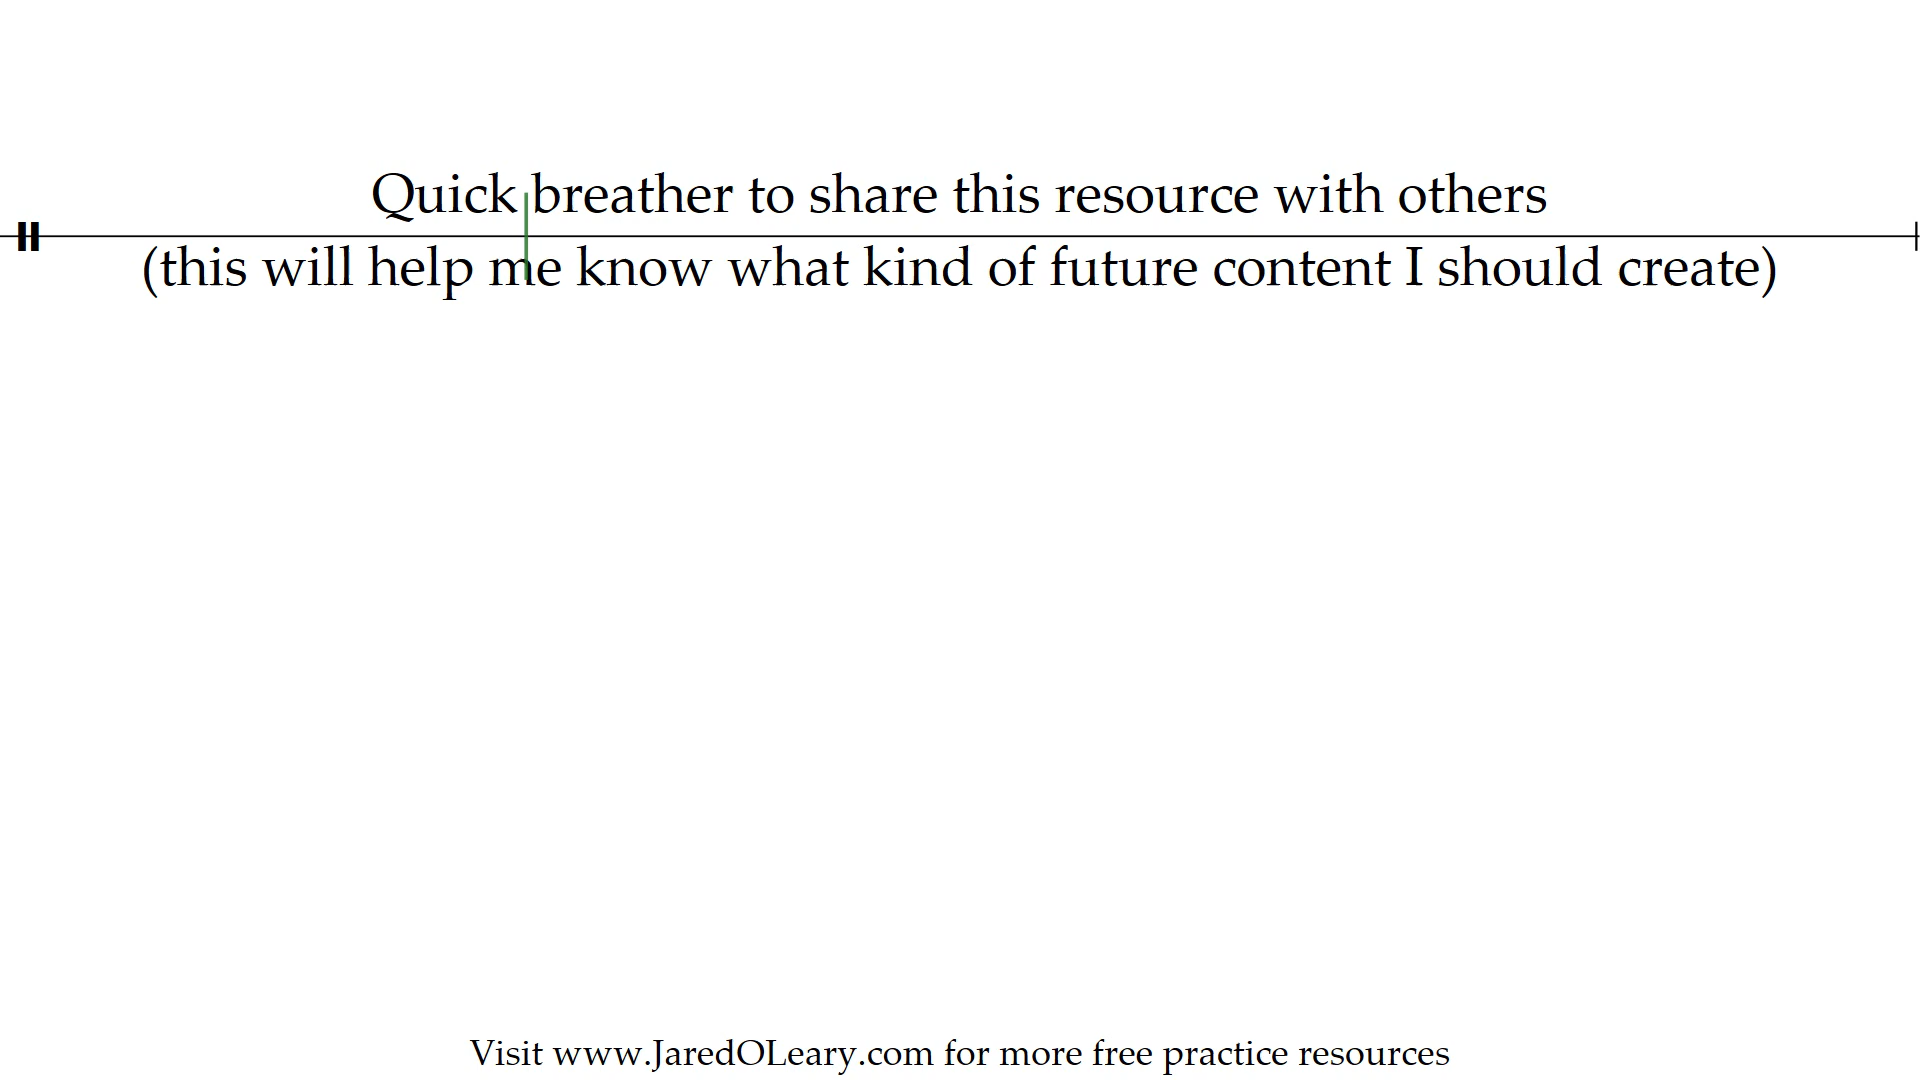 Quick breather to share this resource with others
(this will help me know what kind of future content I should create)
Visit www.JaredOLeary.com for more free practice resources